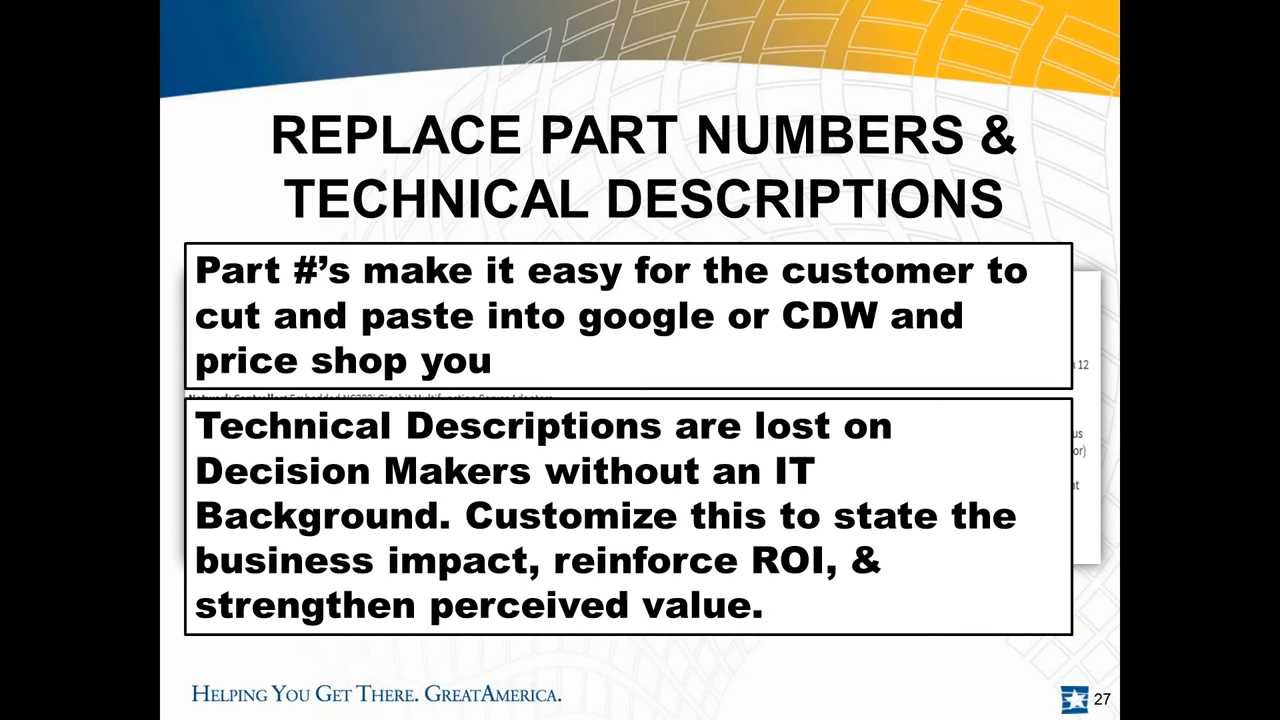 REPLACE PART NUMBERS &
TECHNICAL DESCRIPTIONS
Part #’s make it easy for the customer to
cut and paste into google or CDW and
price shop you
12
Technical Descriptions are lost on
Decision Makers without an IT
Background. Customize this to state the
business impact, reinforce ROI, &
strengthen perceived value.
HELPING YOU GET THERE. GREATAMERICA.
27